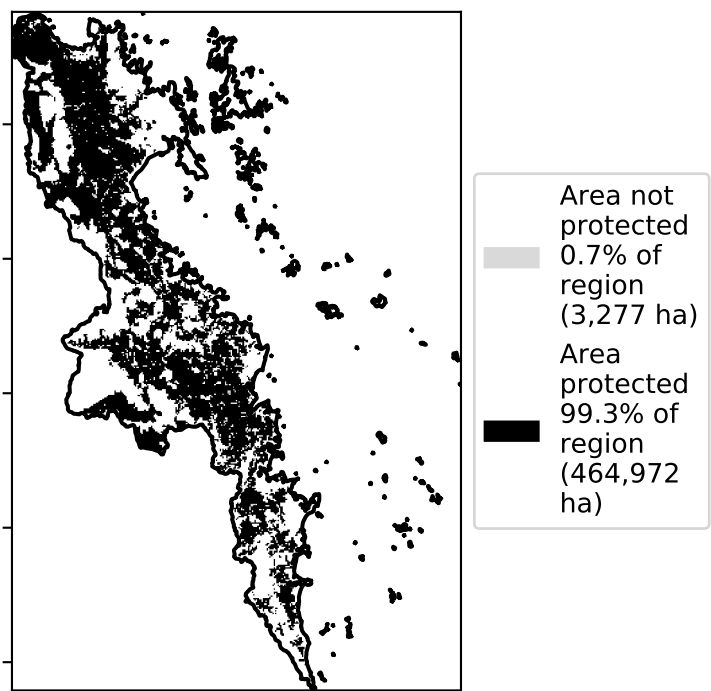 Area not
protected
0.7% of
region
(3,277 ha)
Area
protected
99.3% of
region
(464,972
ha)